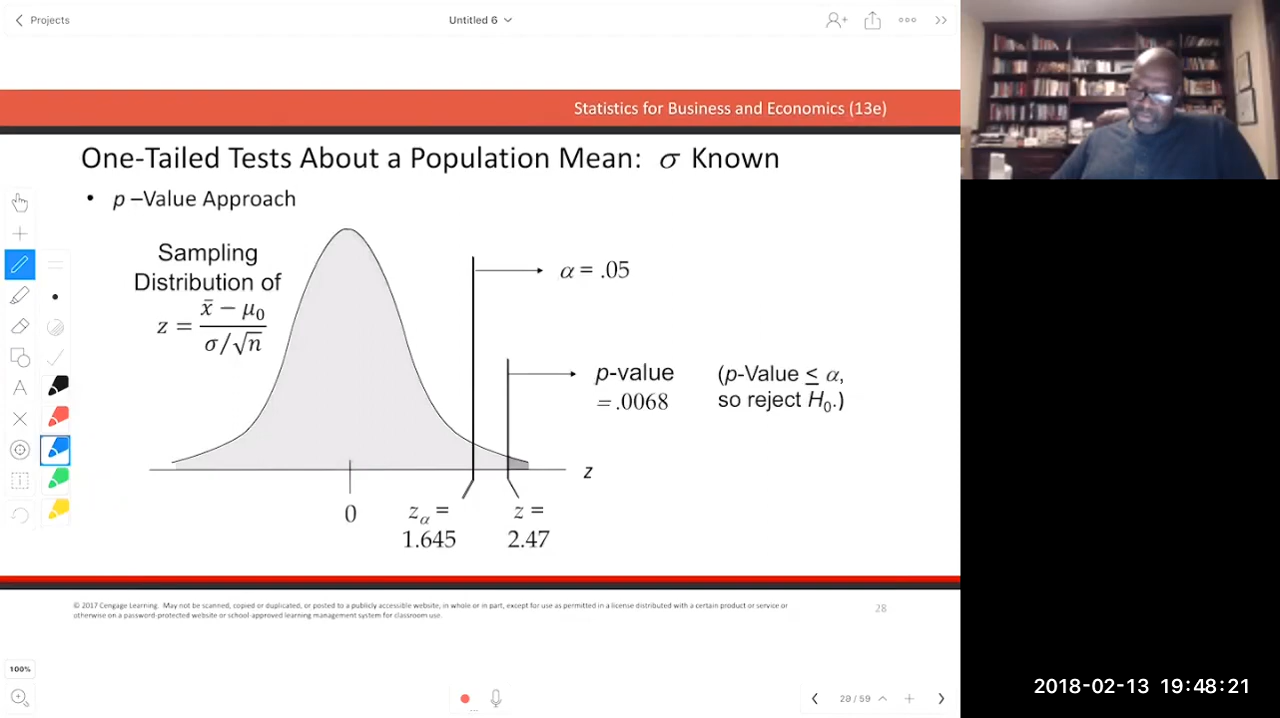 Projects
Untitled 6
Statistics for Business and Economics (13e)
One-Tailed Tests About a Population Mean: σ Known
• p –Value Approach
Sampling
Distribution of
z = (x̄ − μ₀) / (σ/√n)
α = .05
p-value
= .0068
(p-Value ≤ α,
so reject H₀.)
z
0
zα =
1.645
z =
2.47
© 2017 Cengage Learning. May not be scanned, copied or duplicated, or posted to a publicly accessible website, in whole or in part, except for use as permitted in a license distributed with a certain product or service or
otherwise on a password-protected website or school-approved learning management system for classroom use.
28
100%
29 / 59
2018-02-13 19:48:21